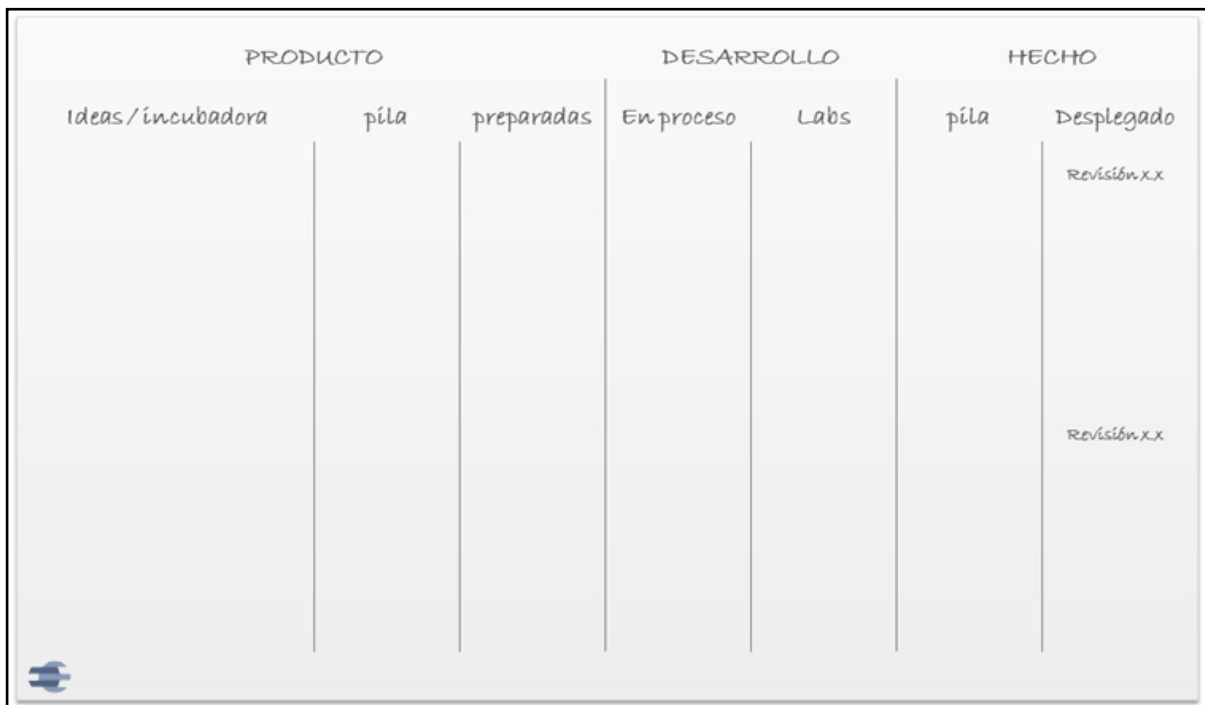 PRODUCTO DESARROLLO HECHO
Ideas/incubadora pila preparadas En proceso Labs pila Desplegado
Revisión x.x
Revisión x.x